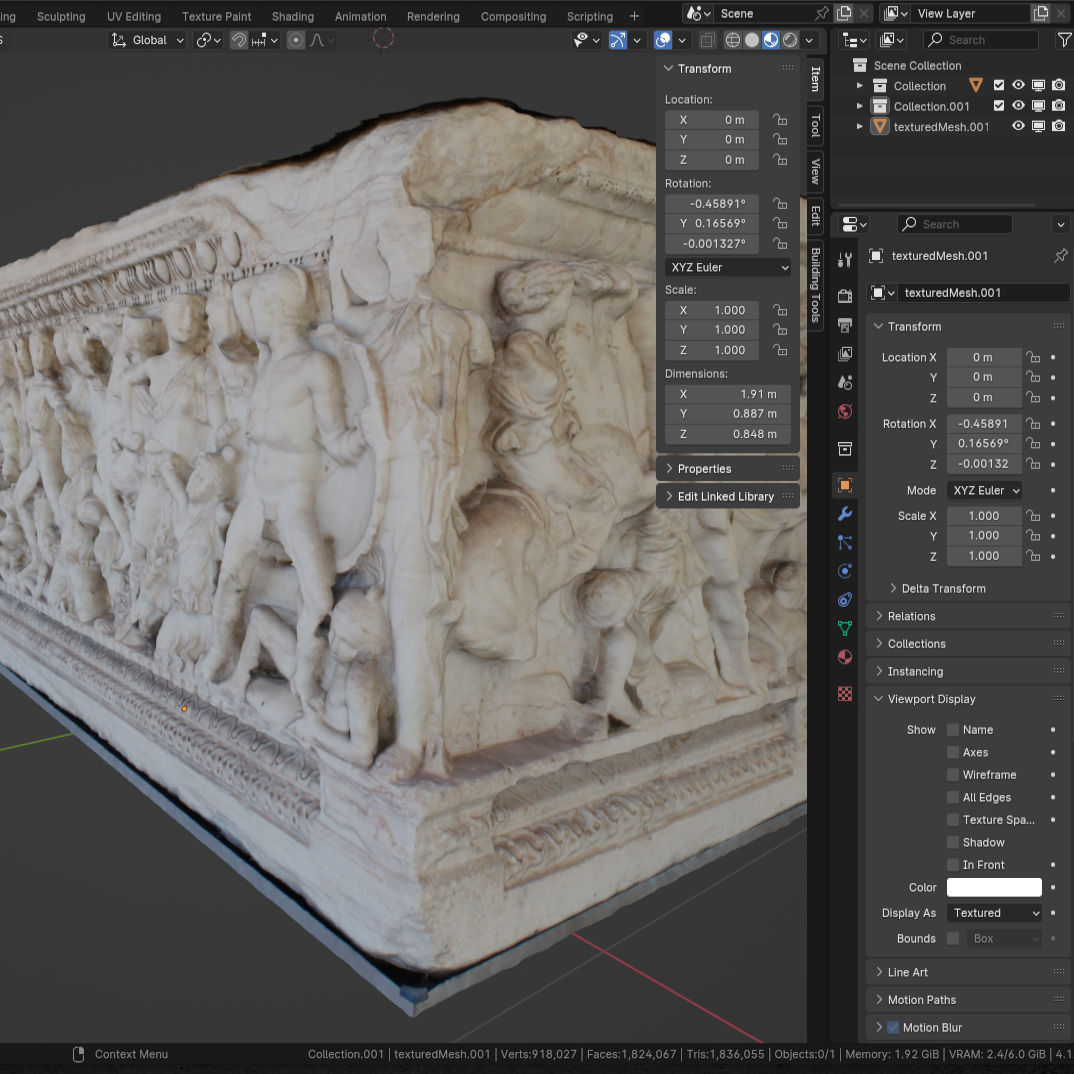 ing Sculpting UV Editing Texture Paint Shading Animation Rendering Compositing Scripting + Scene View Layer
s Global Search
Scene Collection
Collection
Collection.001
texturedMesh.001
Transform
Location:
X 0 m
Y 0 m
Z 0 m
Rotation:
-0.45891°
Y 0.16569°
-0.001327°
XYZ Euler
Scale:
X 1.000
Y 1.000
Z 1.000
Dimensions:
X 1.91 m
Y 0.887 m
Z 0.848 m
Properties
Edit Linked Library
Item
Tool
View
Edit
Building Tools
Search
texturedMesh.001
texturedMesh.001
Transform
Location X 0 m
Y 0 m
Z 0 m
Rotation X -0.45891
Y 0.16569°
Z -0.00132
Mode XYZ Euler
Scale X 1.000
Y 1.000
Z 1.000
Delta Transform
Relations
Collections
Instancing
Viewport Display
Show Name
Axes
Wireframe
All Edges
Texture Spa...
Shadow
In Front
Color
Display As Textured
Bounds Box
Line Art
Motion Paths
Motion Blur
Context Menu Collection.001 | texturedMesh.001 | Verts:918,027 | Faces:1,824,067 | Tris:1,836,055 | Objects:0/1 | Memory: 1.92 GiB | VRAM: 2.4/6.0 GiB | 4.1